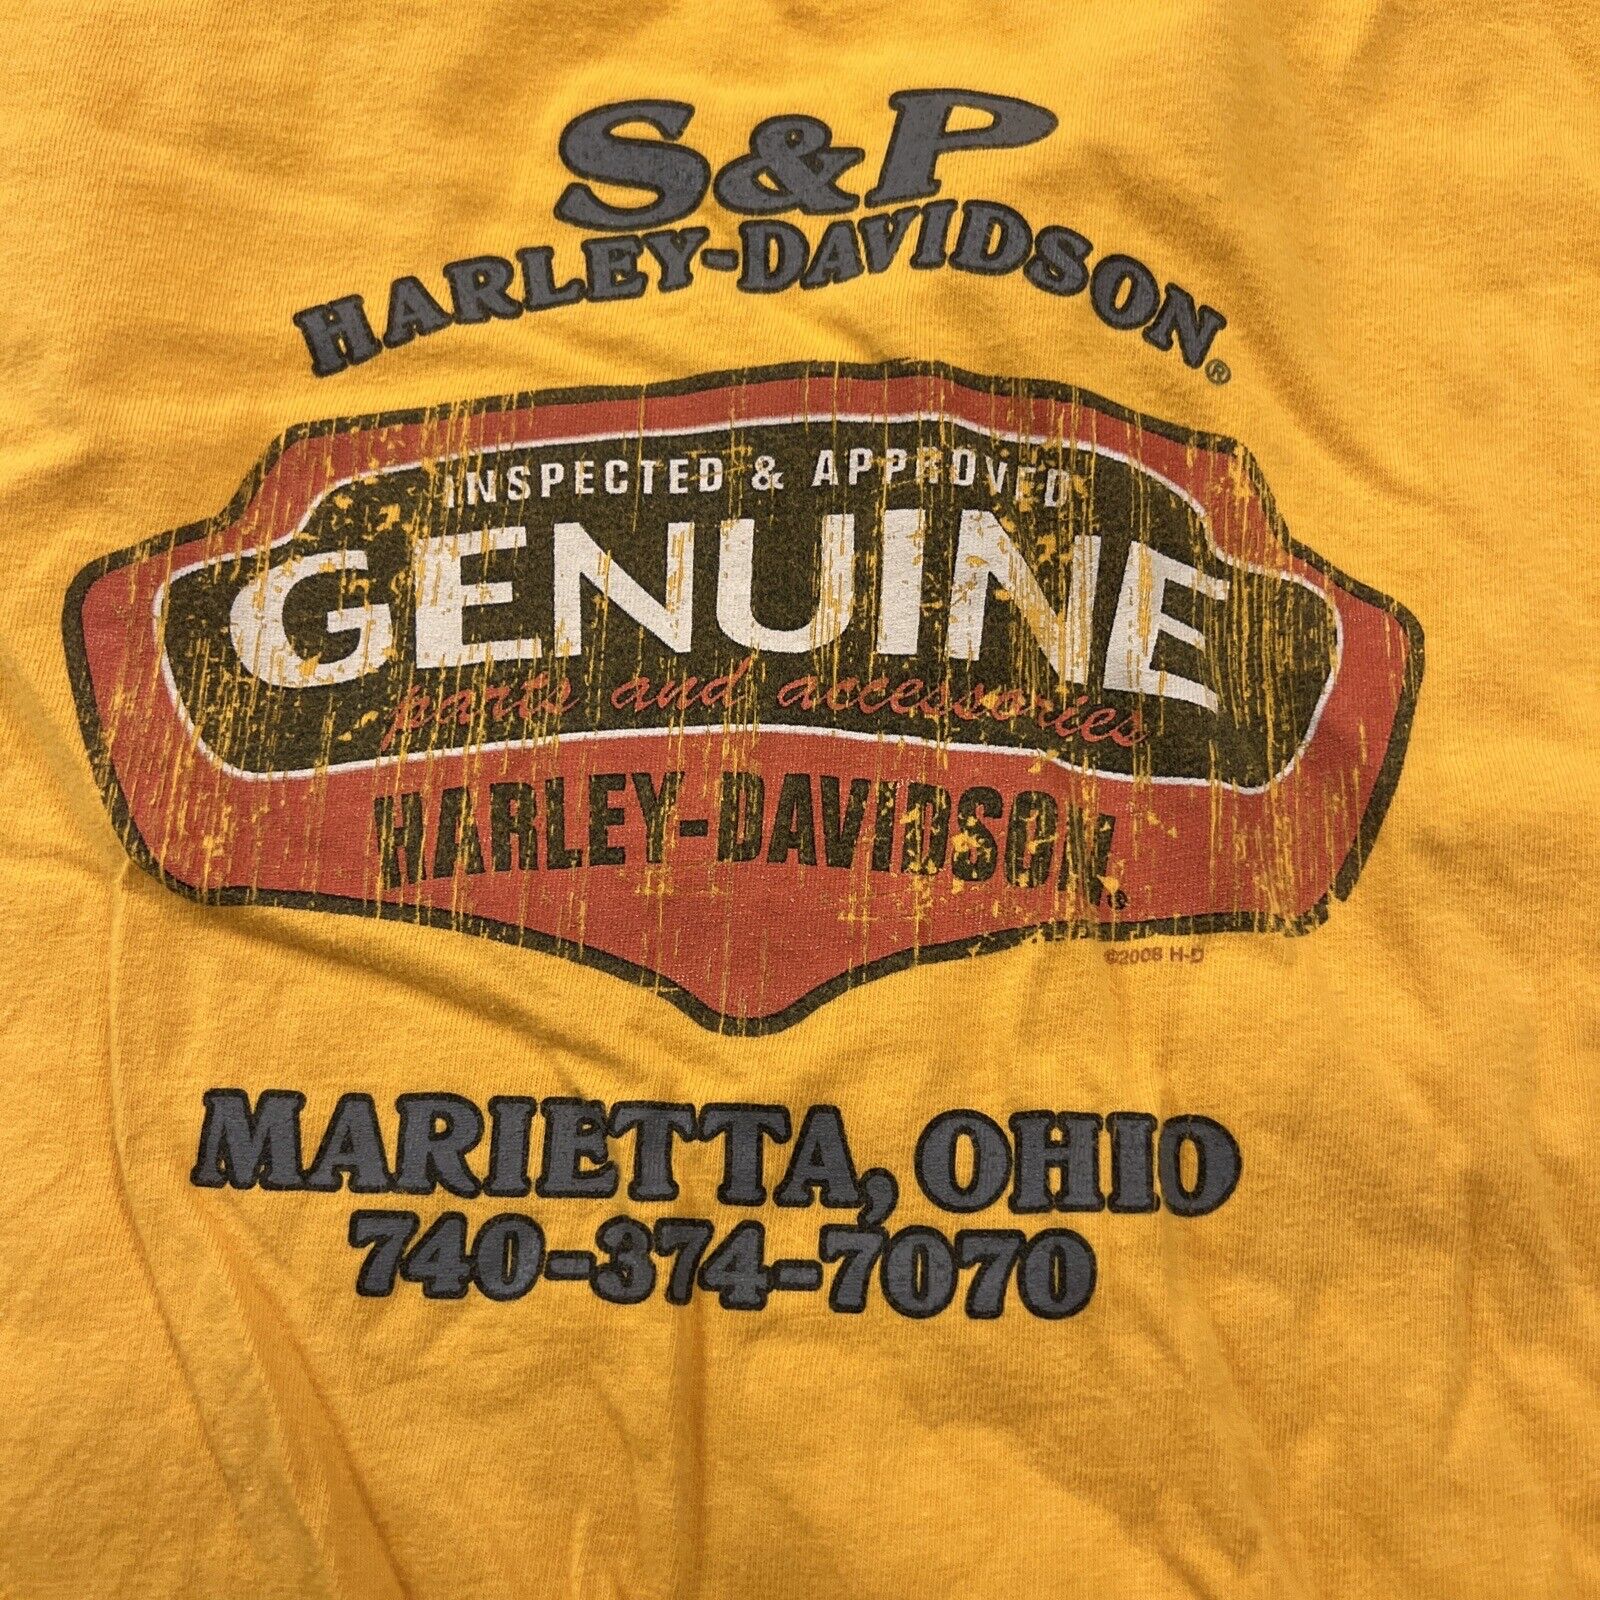 S&P
HARLEY-DAVIDSON®
INSPECTED & APPROVED
GENUINE
parts and accessories
HARLEY-DAVIDSON®
©2008 H-D
MARIETTA, OHIO
740-374-7070